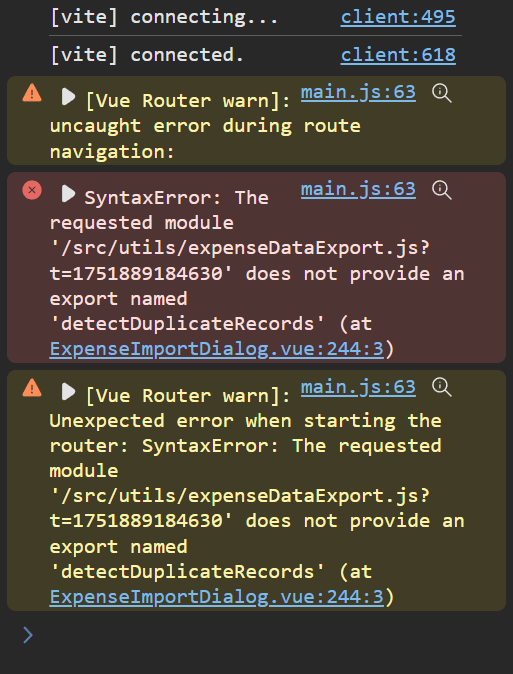 [vite] connecting... client:495
[vite] connected. client:618
[Vue Router warn]: main.js:63
uncaught error during route
navigation:
SyntaxError: The main.js:63
requested module
'/src/utils/expenseDataExport.js?
t=1751889184630' does not provide an
export named
'detectDuplicateRecords' (at
ExpenseImportDialog.vue:244:3)
[Vue Router warn]: main.js:63
Unexpected error when starting the
router: SyntaxError: The requested
module
'/src/utils/expenseDataExport.js?
t=1751889184630' does not provide an
export named
'detectDuplicateRecords' (at
ExpenseImportDialog.vue:244:3)